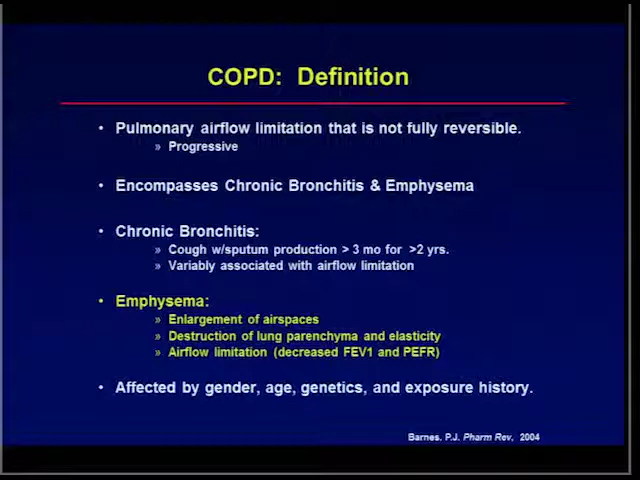 COPD: Definition
• Pulmonary airflow limitation that is not fully reversible.
» Progressive
• Encompasses Chronic Bronchitis & Emphysema
• Chronic Bronchitis:
» Cough w/sputum production > 3 mo for >2 yrs.
» Variably associated with airflow limitation
• Emphysema:
» Enlargement of airspaces
» Destruction of lung parenchyma and elasticity
» Airflow limitation (decreased FEV1 and PEFR)
• Affected by gender, age, genetics, and exposure history.
Barnes. P.J. Pharm Rev, 2004